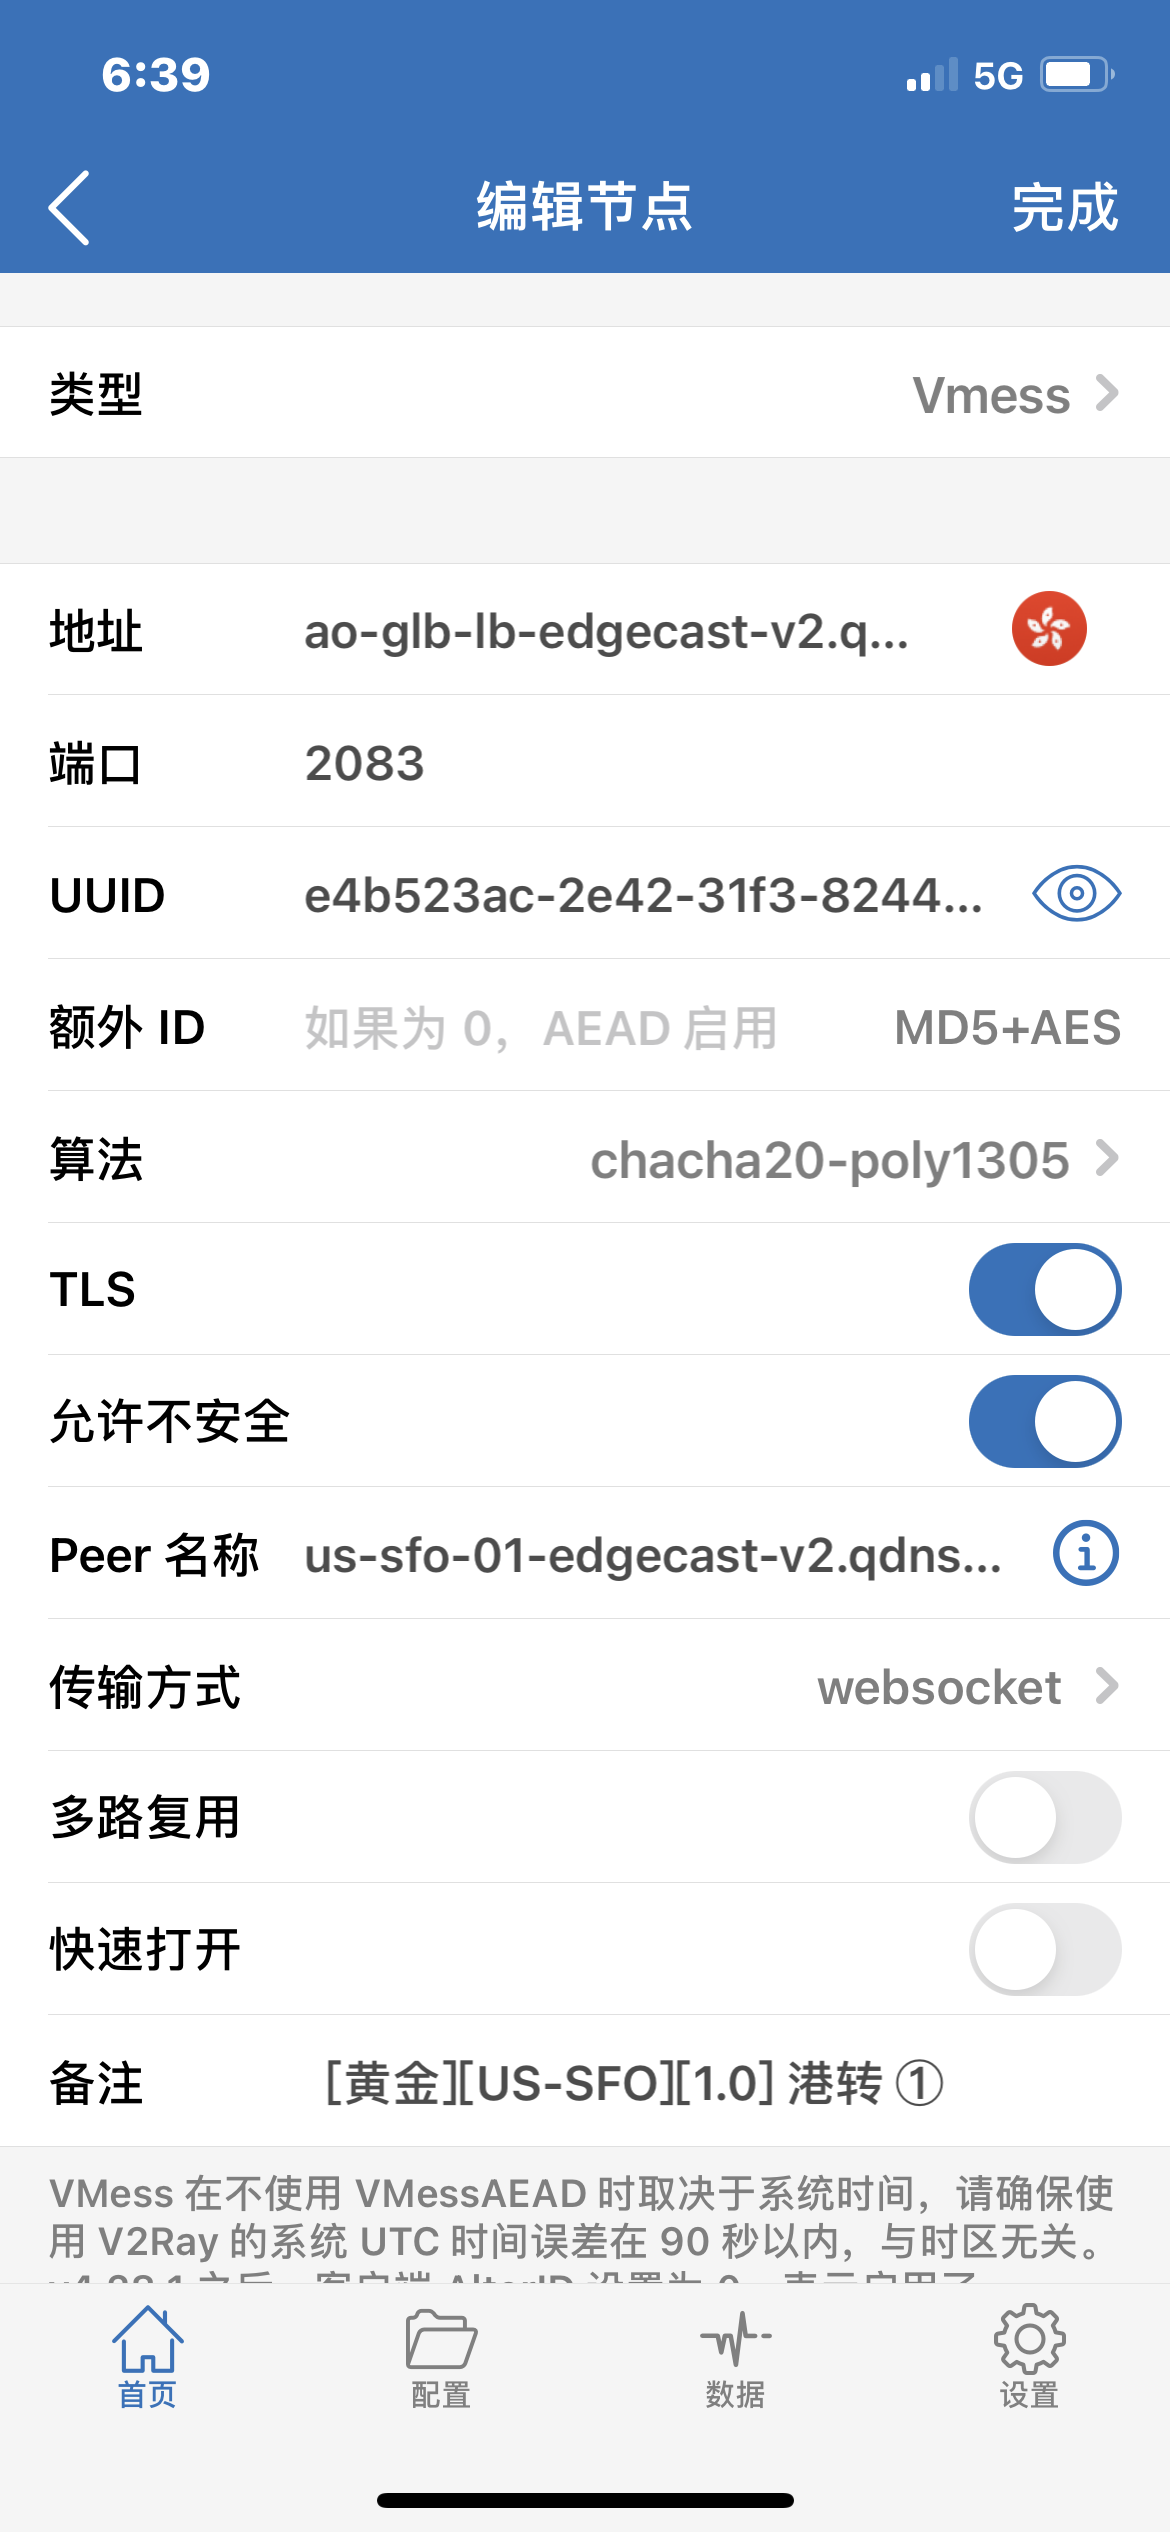 6:39 5G
编辑节点 完成
类型 Vmess
地址 ao-glb-lb-edgecast-v2.q...
端口 2083
UUID e4b523ac-2e42-31f3-8244...
额外 ID 如果为 0，AEAD 启用 MD5+AES
算法 chacha20-poly1305
TLS
允许不安全
Peer 名称 us-sfo-01-edgecast-v2.qdns...
传输方式 websocket
多路复用
快速打开
备注 [黄金][US-SFO][1.0] 港转 ①
VMess 在不使用 VMessAEAD 时取决于系统时间，请确保使
用 V2Ray 的系统 UTC 时间误差在 90 秒以内，与时区无关。
首页 配置 数据 设置